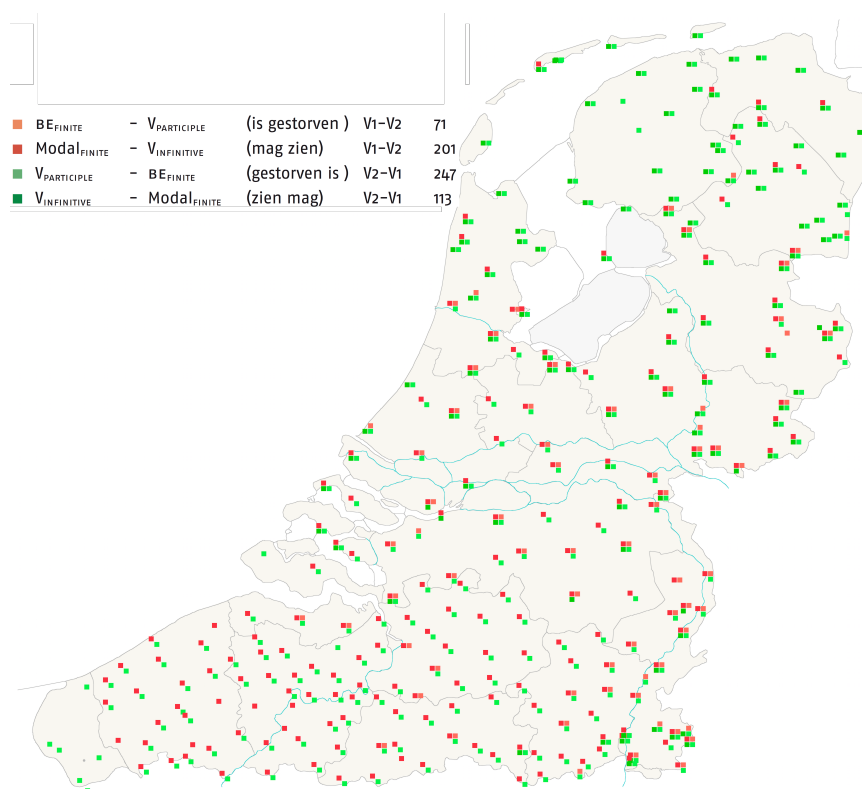 BEFINITE – VPARTICIPLE (is gestorven ) V1–V2 71
ModalFINITE – VINFINITIVE (mag zien) V1–V2 201
VPARTICIPLE – BEFINITE (gestorven is ) V2–V1 247
VINFINITIVE – ModalFINITE (zien mag) V2–V1 113